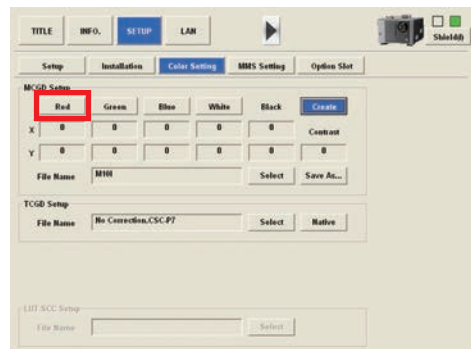 TITLE INFO. SETUP LAN Shield(I)
Setup Installation Color Setting MMS Setting Option Slot
MCGD Setup
Red Green Blue White Black Create
X 0 0 0 0 0 Contrast
Y 0 0 0 0 0 0
File Name Select Save As...
TCGD Setup
File Name No Correction.CSC-P7 Select Native
LUT SCC Setup
File Name Select